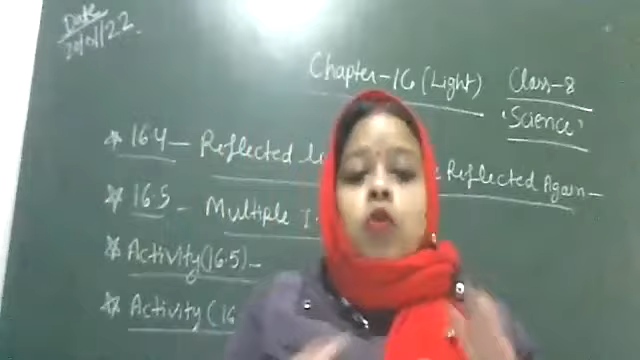 Date
20/01/22.
Chapter-16 (Light) Class-8
'Science'
* 16.4 — Reflected Reflected Again —
* 16.5 - Multiple I
* Activity (16.5) -
* Activity (16